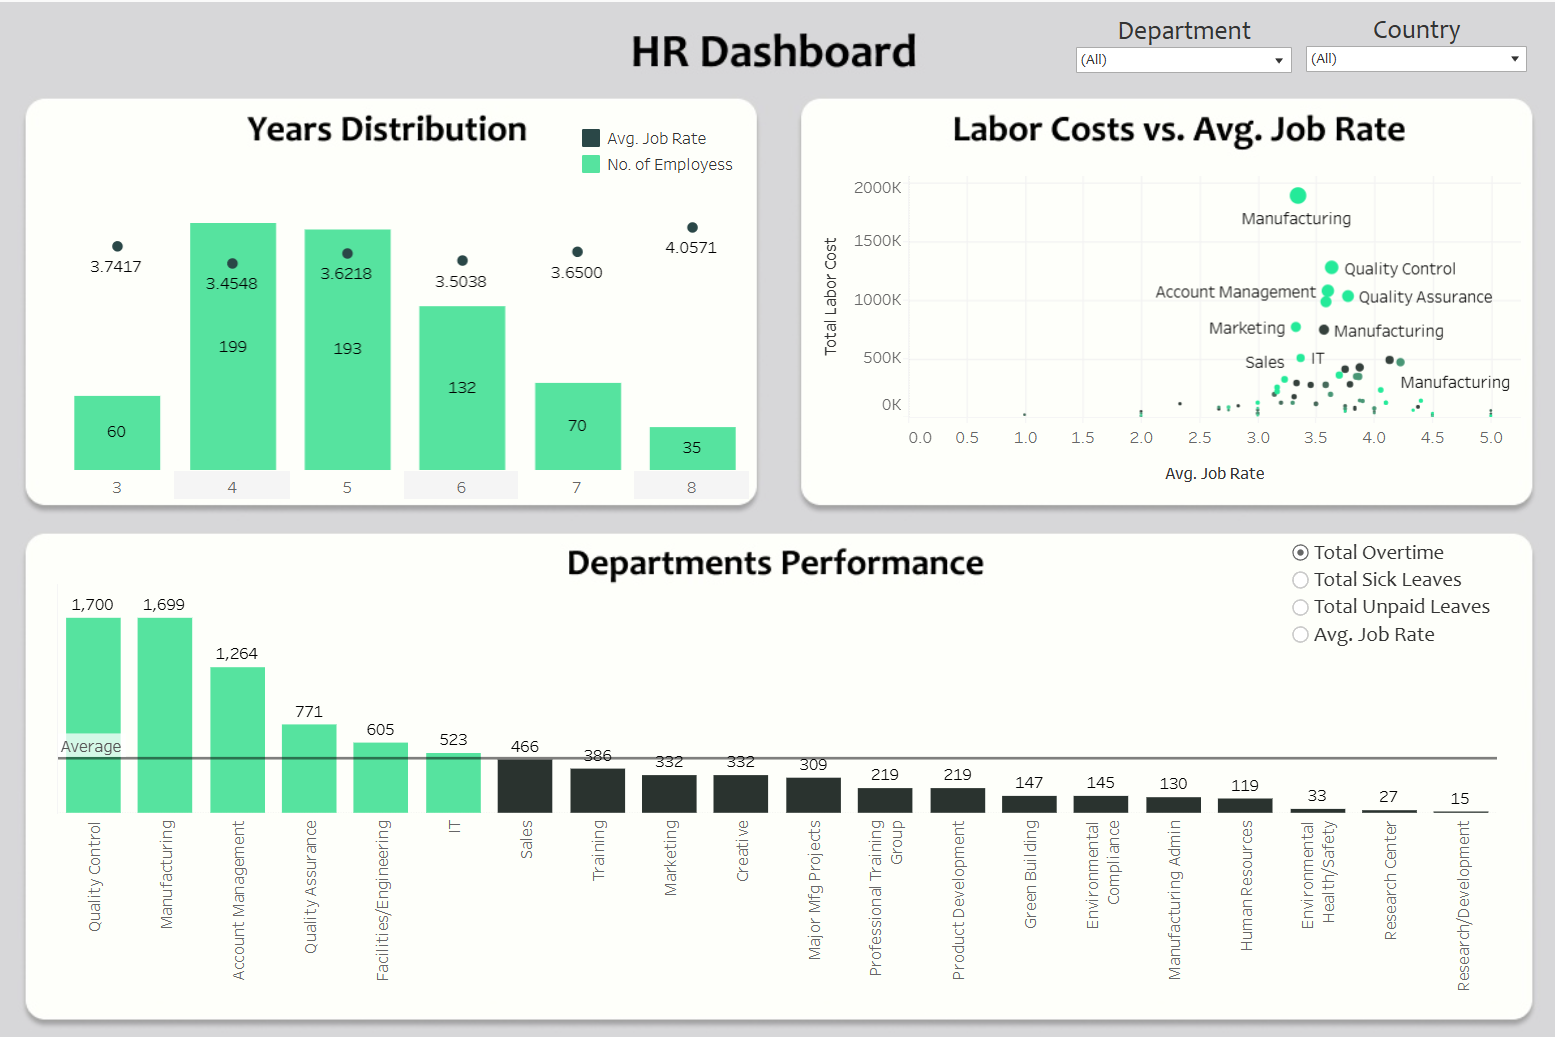 HR Dashboard
Department
(All)
Country
(All)
Years Distribution
Avg. Job Rate
No. of Employess
3.7417
3.4548
3.6218
3.5038
3.6500
4.0571
60
199
193
132
70
35
3
4
5
6
7
8
Labor Costs vs. Avg. Job Rate
Total Labor Cost
2000K
1500K
1000K
500K
0K
Manufacturing
Quality Control
Account Management
Quality Assurance
Marketing
Manufacturing
Sales
IT
Manufacturing
0.0
0.5
1.0
1.5
2.0
2.5
3.0
3.5
4.0
4.5
5.0
Avg. Job Rate
Departments Performance
Total Overtime
Total Sick Leaves
Total Unpaid Leaves
Avg. Job Rate
1,700
1,699
1,264
771
605
523
466
386
332
332
309
219
219
147
145
130
119
33
27
15
Average
Quality Control
Manufacturing
Account Management
Quality Assurance
Facilities/Engineering
IT
Sales
Training
Marketing
Creative
Major Mfg Projects
Professional Training
Group
Product Development
Green Building
Environmental
Compliance
Manufacturing Admin
Human Resources
Environmental
Health/Safety
Research Center
Research/Development